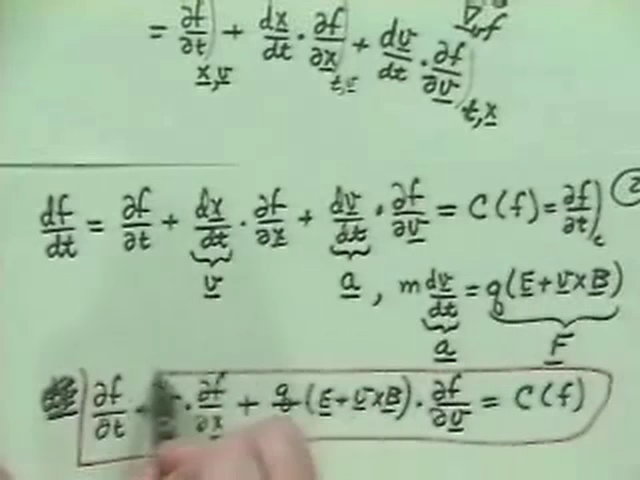 = ∂f/∂t)x,v + dx/dt · ∂f/∂x)t,v + dv/dt · ∂f/∂v)t,x
df/dt = ∂f/∂t + dx/dt · ∂f/∂x + dv/dt · ∂f/∂v = C(f) = ∂f/∂t)c
v a , m dv/dt = q(E + v×B)
a F
∂f/∂t · ∂f/∂x + q (E + v×B) · ∂f/∂v = C(f)